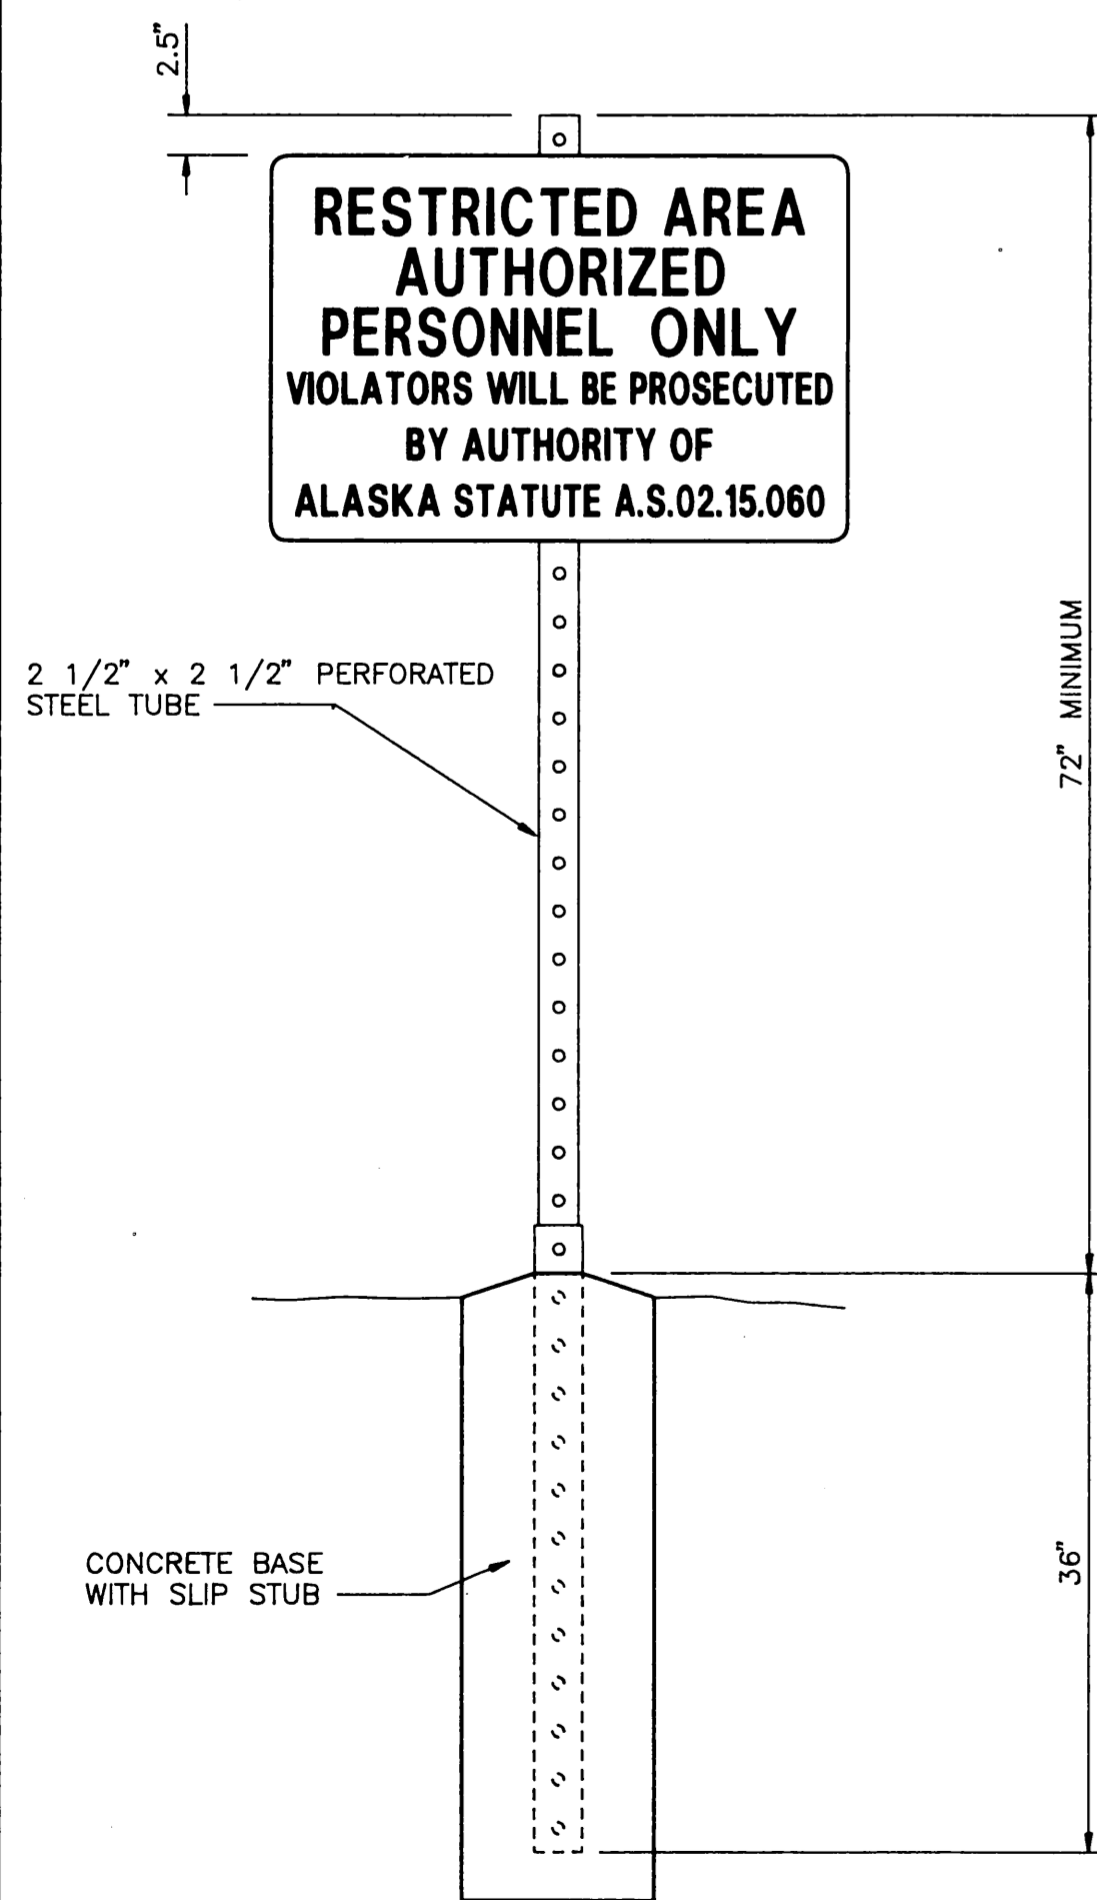 2.5"
RESTRICTED AREA
AUTHORIZED
PERSONNEL ONLY
VIOLATORS WILL BE PROSECUTED
BY AUTHORITY OF
ALASKA STATUTE A.S.02.15.060
2 1/2" x 2 1/2" PERFORATED
STEEL TUBE
72" MINIMUM
CONCRETE BASE
WITH SLIP STUB
36"